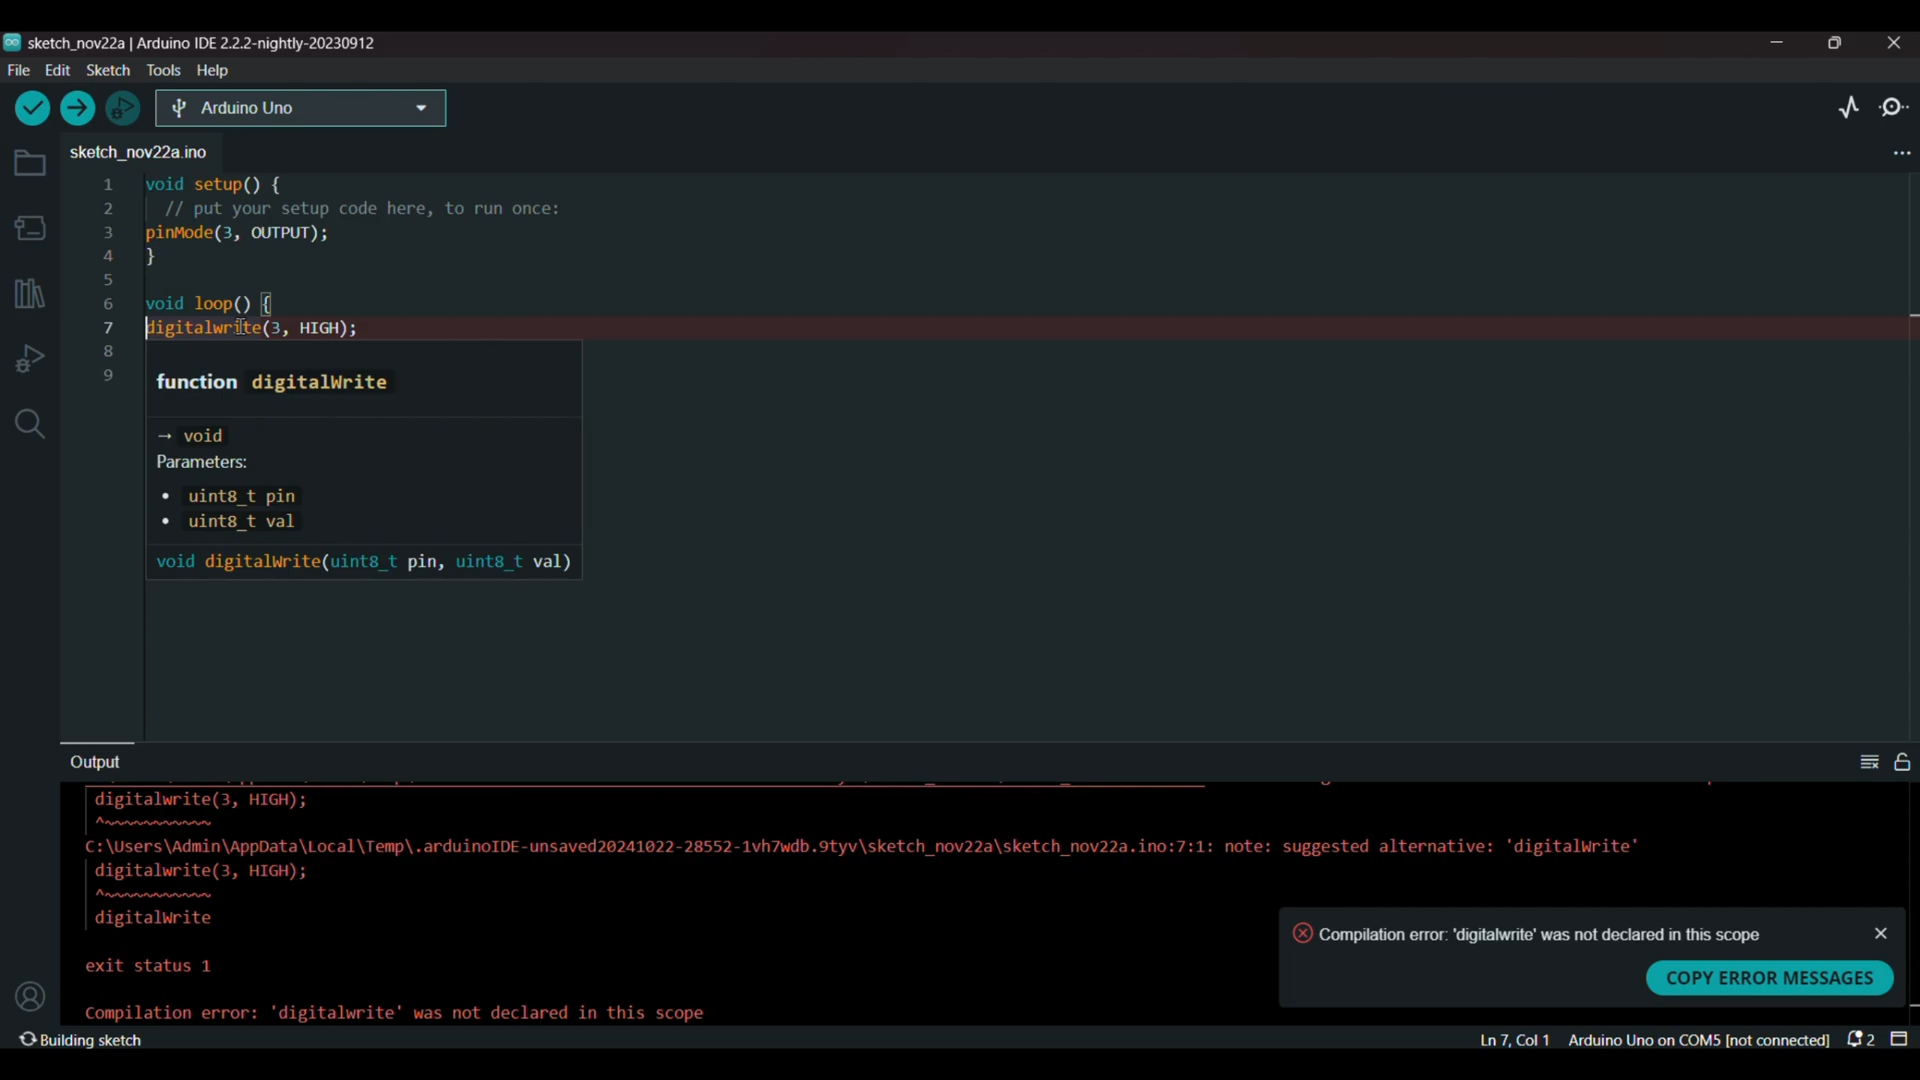 sketch_nov22a | Arduino IDE 2.2.2-nightly-20230912
File Edit Sketch Tools Help
Arduino Uno
sketch_nov22a.ino
1 void setup() {
2 // put your setup code here, to run once:
3 pinMode(3, OUTPUT);
4 }
5
6 void loop() {
7 digitalwrite(3, HIGH);
8
9
function digitalWrite
→ void
Parameters:
• uint8_t pin
• uint8_t val
void digitalWrite(uint8_t pin, uint8_t val)
Output
digitalwrite(3, HIGH);
^~~~~~~~~~~~
C:\Users\Admin\AppData\Local\Temp\.arduinoIDE-unsaved20241022-28552-1vh7wdb.9tyv\sketch_nov22a\sketch_nov22a.ino:7:1: note: suggested alternative: 'digitalWrite'
digitalwrite(3, HIGH);
^~~~~~~~~~~~
digitalWrite
exit status 1
Compilation error: 'digitalwrite' was not declared in this scope
Compilation error: 'digitalwrite' was not declared in this scope
COPY ERROR MESSAGES
Building sketch
Ln 7, Col 1 Arduino Uno on COM5 [not connected] 2